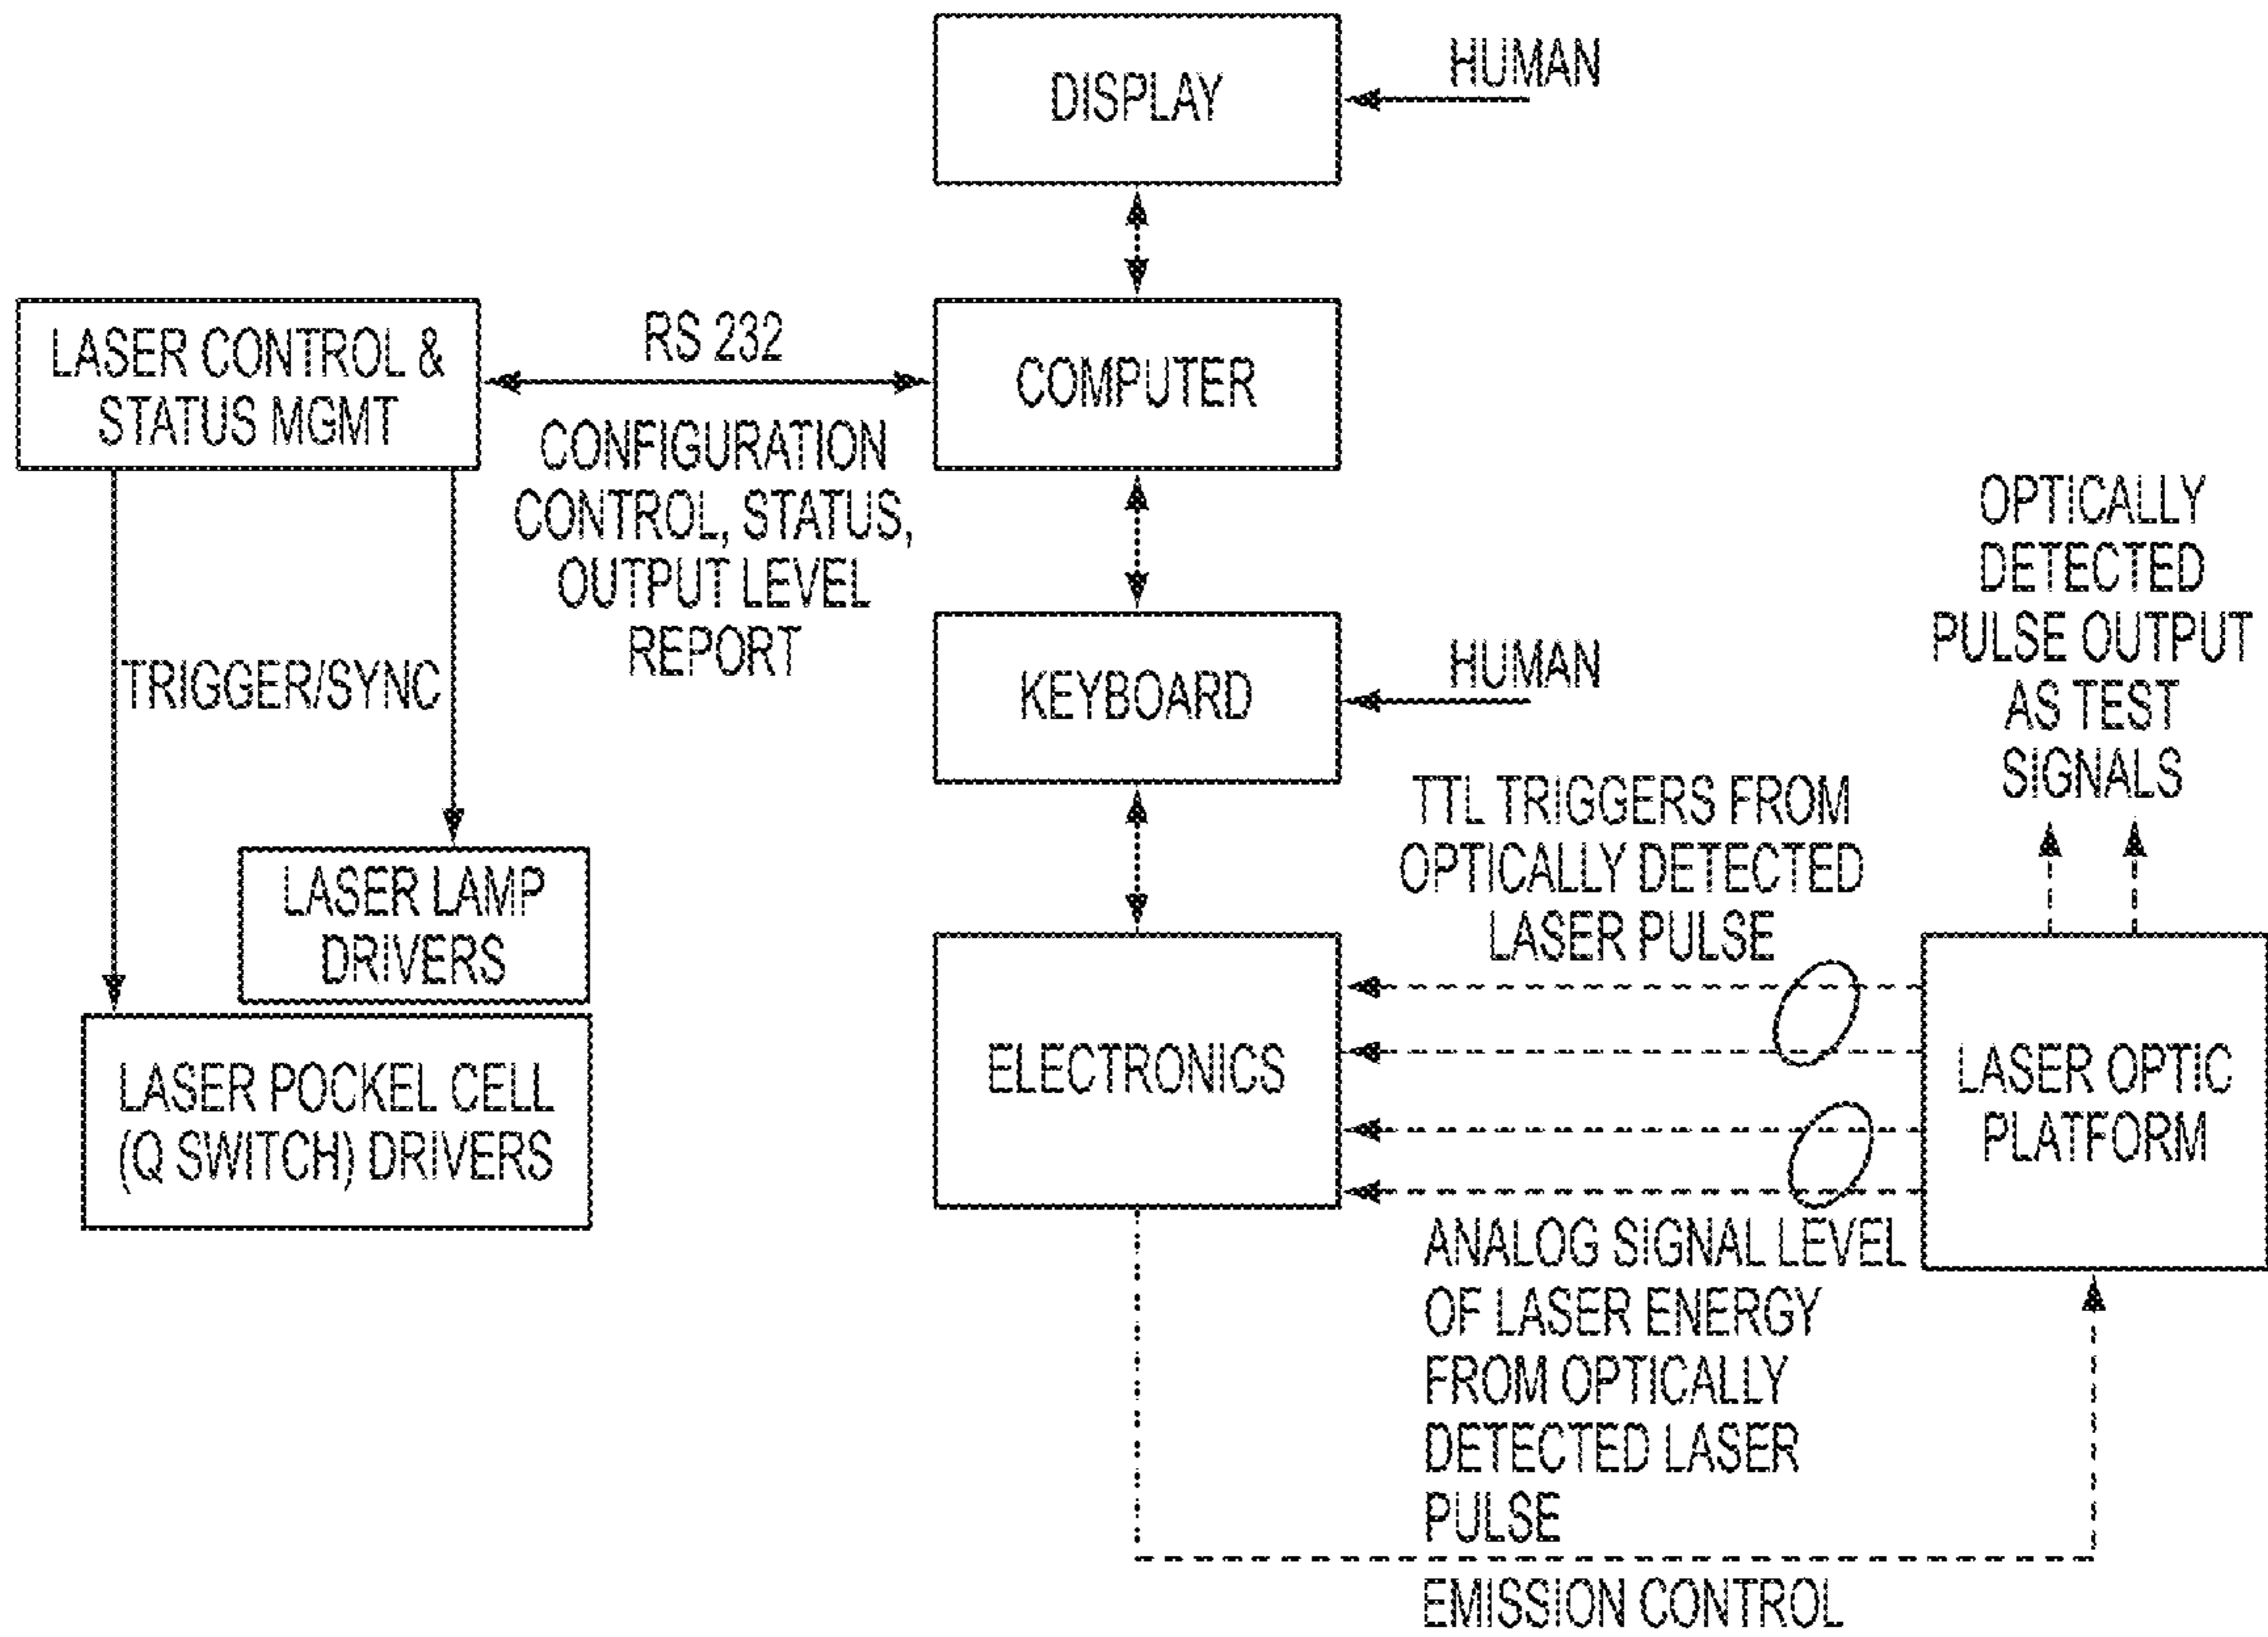 DISPLAY
HUMAN
LASER CONTROL &
STATUS MGMT
RS 232
CONFIGURATION
CONTROL, STATUS,
OUTPUT LEVEL
REPORT
COMPUTER
TRIGGER/SYNC
KEYBOARD
HUMAN
OPTICALLY
DETECTED
PULSE OUTPUT
AS TEST
SIGNALS
LASER LAMP
DRIVERS
LASER POCKEL CELL
(Q SWITCH) DRIVERS
TTL TRIGGERS FROM
OPTICALLY DETECTED
LASER PULSE
ELECTRONICS
LASER OPTIC
PLATFORM
ANALOG SIGNAL LEVEL
OF LASER ENERGY
FROM OPTICALLY
DETECTED LASER
PULSE
EMISSION CONTROL